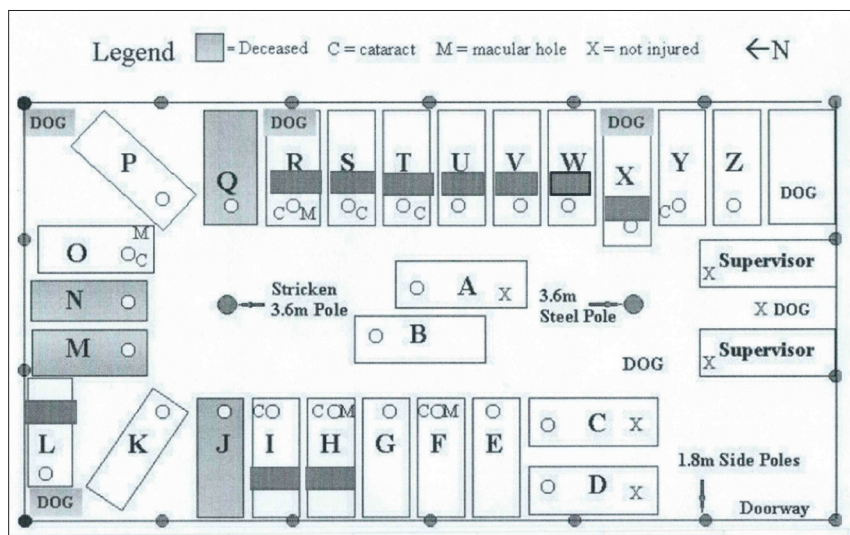 Legend = Deceased C = cataract M = macular hole X = not injured ←N
DOG DOG DOG
P Q R S T U V W X Y Z DOG
C M C C C
M
O C
Supervisor
X
N Stricken A X 3.6m X DOG
3.6m Pole Steel Pole
B
M DOG Supervisor
X
C C M C M
L K J I H G F E C X
1.8m Side Poles
D X
DOG Doorway